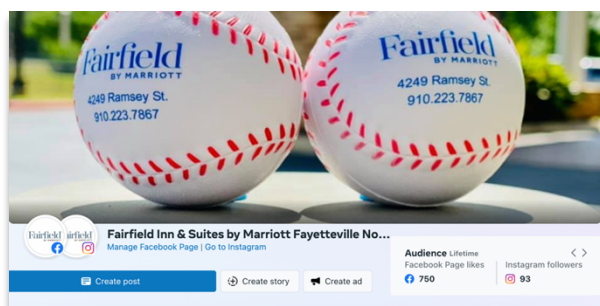 Fairfield
BY MARRIOTT
4249 Ramsey St.
910.223.7867
Fairfield
BY MARRIOTT
4249 Ramsey St.
910.223.7867
Fairfield
Fairfield Inn & Suites by Marriott Fayetteville No...
Manage Facebook Page | Go to Instagram
Create post
Create story
Create ad
Audience Lifetime
Facebook Page likes
750
Instagram followers
93